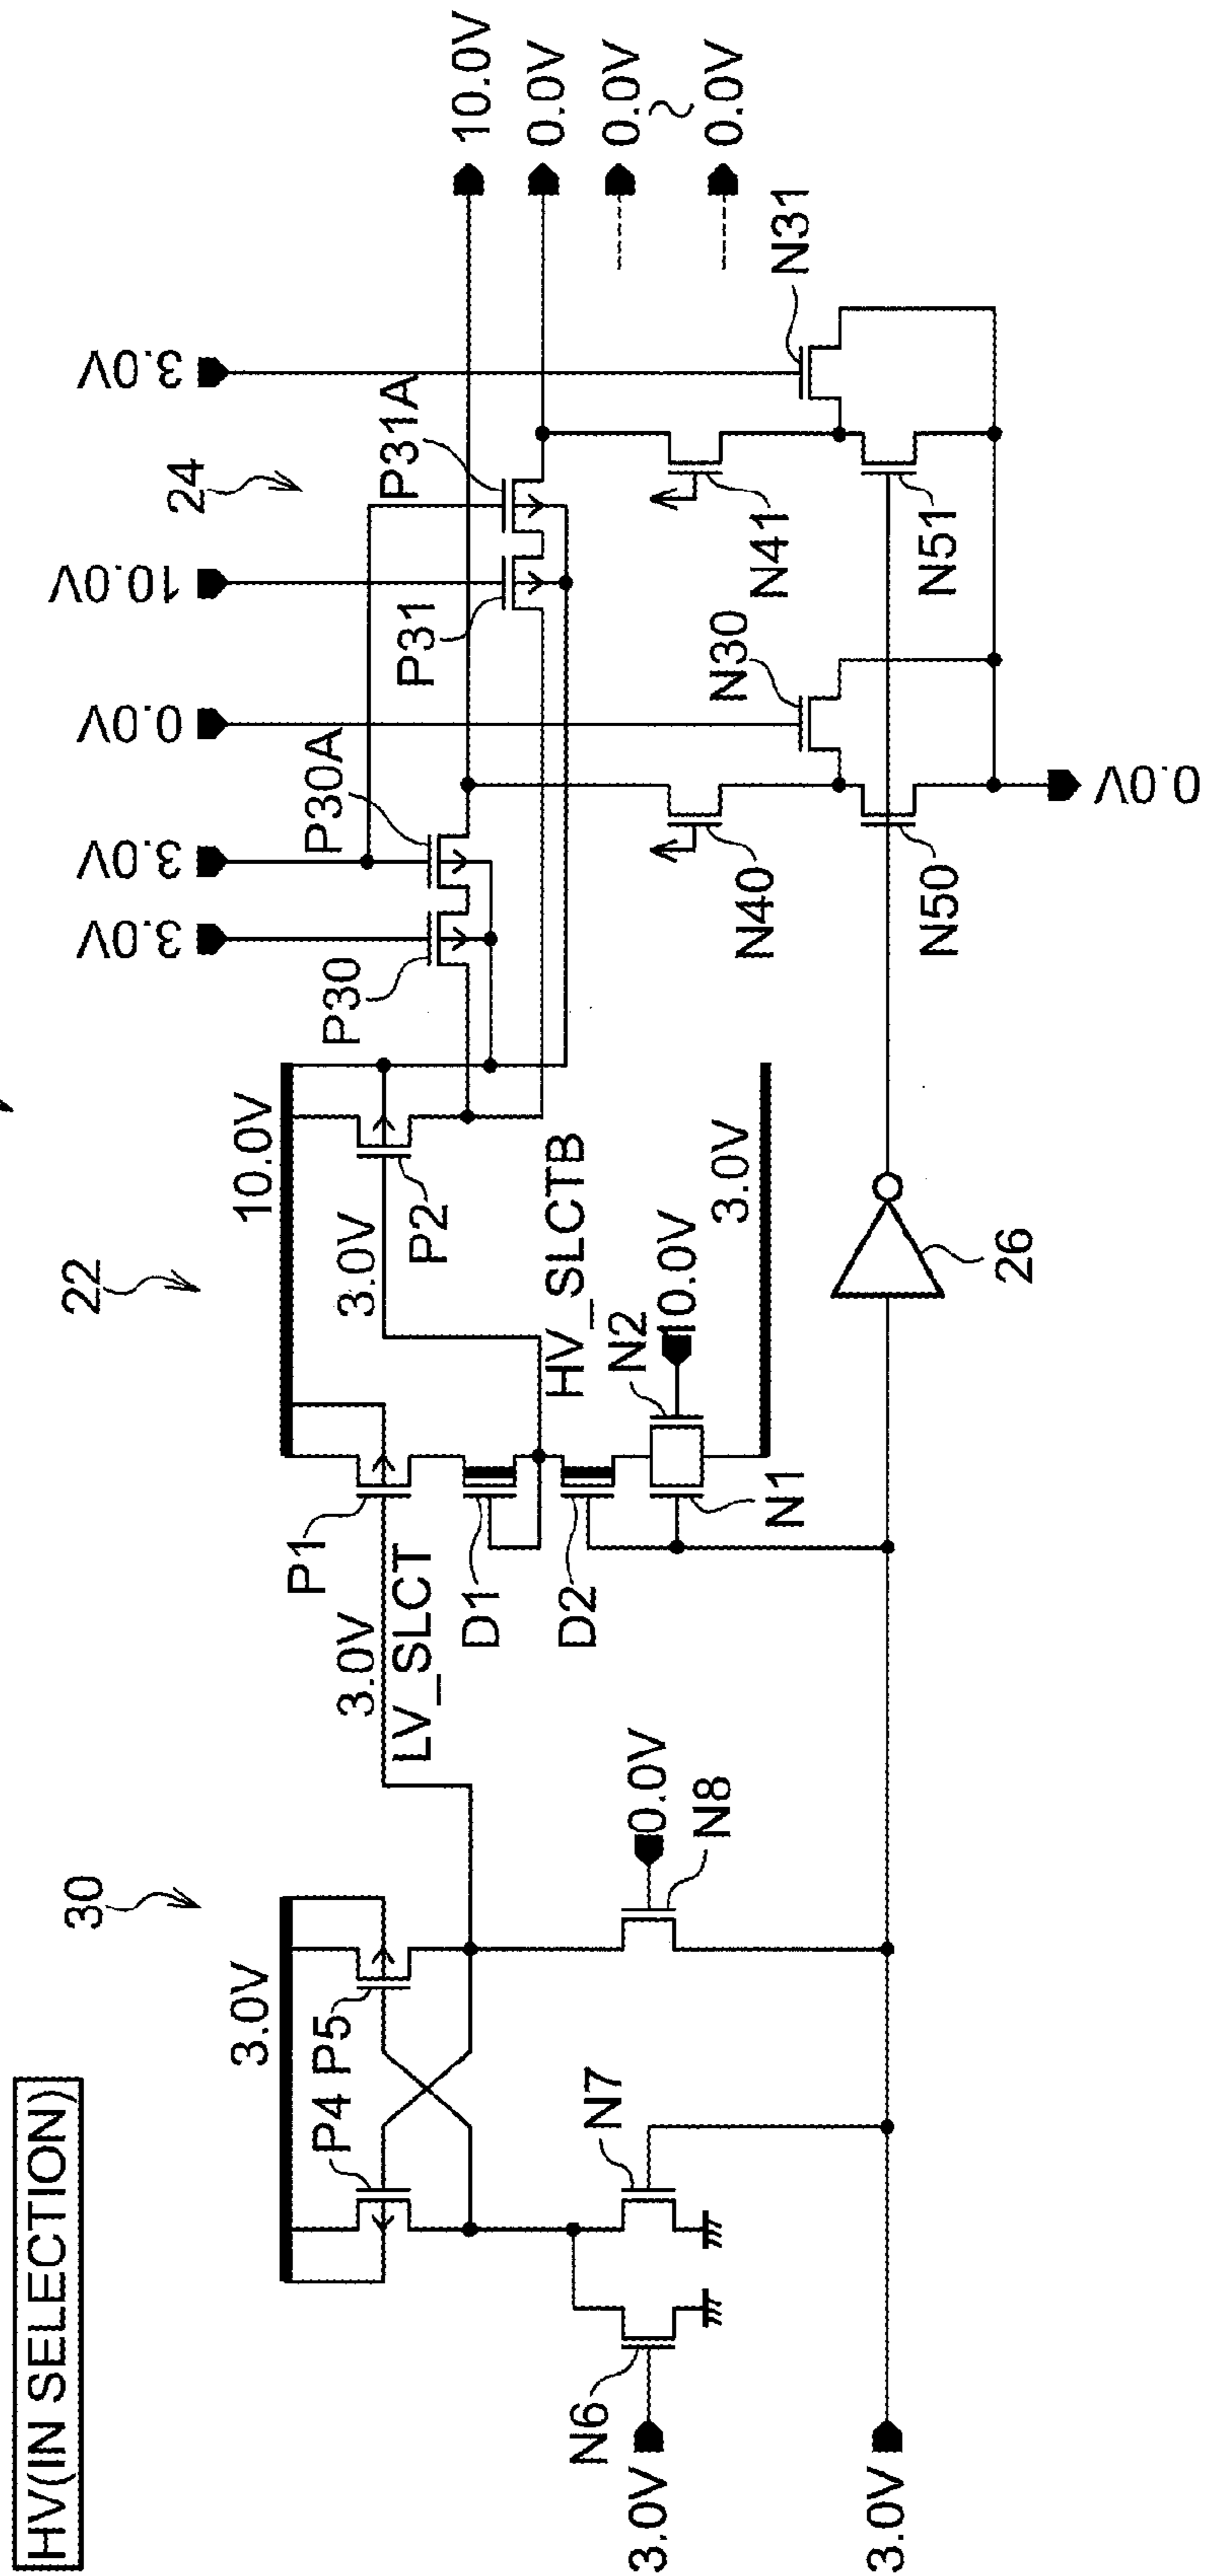 HV(IN SELECTION)
30
22
24
3.0V
10.0V
3.0V
3.0V
0.0V
10.0V
3.0V
P4
P5
3.0V
LV_SLCT
P1
3.0V
P2
P30
P30A
P31
P31A
10.0V
0.0V
0.0V
~
0.0V
D1
D2
HV_SLCTB
N6
N7
0.0V
N8
N1
N2
10.0V
3.0V
N40
N30
N41
N31
3.0V
3.0V
26
N50
N51
0.0V